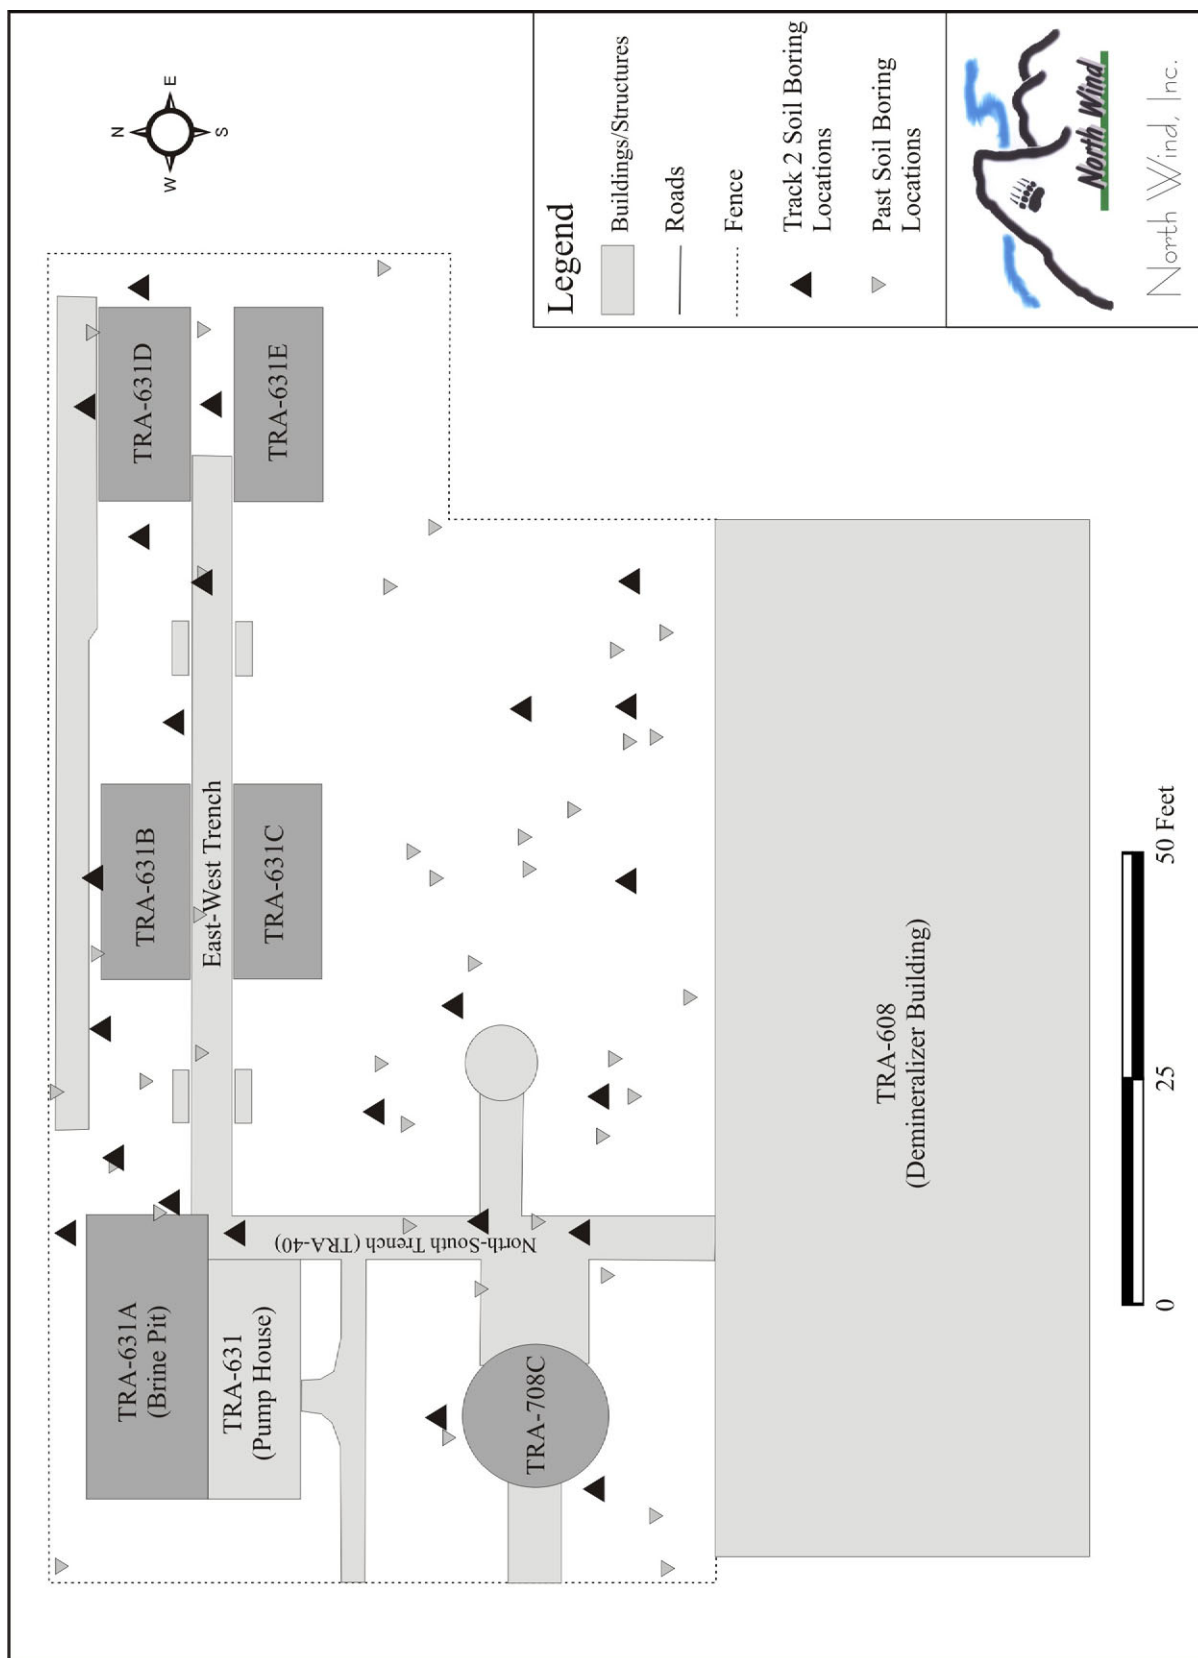 N
W
E
S
TRA-631A
(Brine Pit)
TRA-631
(Pump House)
TRA-631B
TRA-631D
East-West Trench
TRA-631C
TRA-631E
North-South Trench (TRA-40)
TRA-708C
TRA-608
(Demineralizer Building)
0
25
50 Feet
Legend
Buildings/Structures
Roads
Fence
Track 2 Soil Boring
Locations
Past Soil Boring
Locations
North Wind
North Wind, Inc.